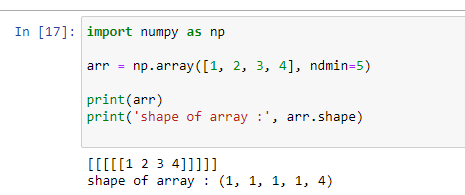 In [17]: import numpy as np
arr = np.array([1, 2, 3, 4], ndmin=5)
print(arr)
print('shape of array :', arr.shape)
[[[[[1 2 3 4]]]]]
shape of array : (1, 1, 1, 1, 4)